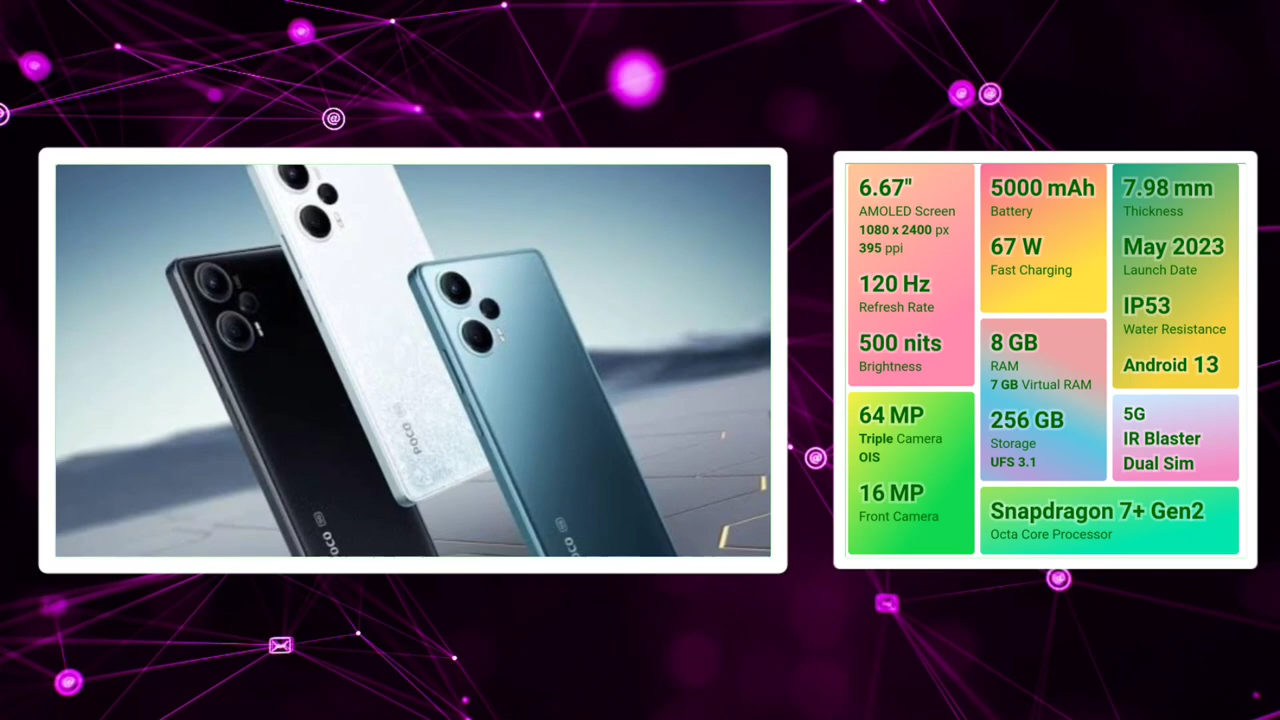 POCO
POCO
OCO
6.67"
AMOLED Screen
1080 x 2400 px
395 ppi
120 Hz
Refresh Rate
500 nits
Brightness
64 MP
Triple Camera
OIS
16 MP
Front Camera
5000 mAh
Battery
67 W
Fast Charging
8 GB
RAM
7 GB Virtual RAM
256 GB
Storage
UFS 3.1
7.98 mm
Thickness
May 2023
Launch Date
IP53
Water Resistance
Android 13
5G
IR Blaster
Dual Sim
Snapdragon 7+ Gen2
Octa Core Processor